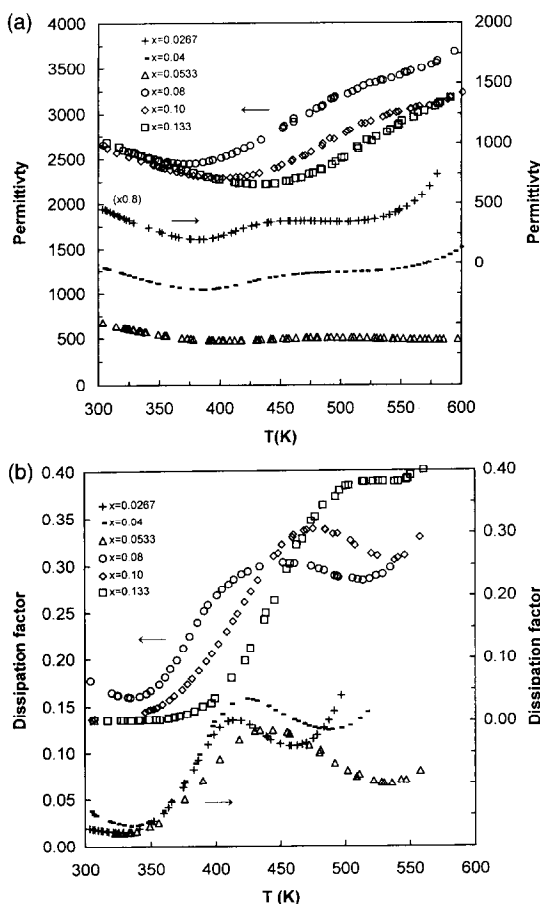 (a)
4000
3500
3000
2500
2000
1500
1000
500
0
Permittivty
+ x=0.0267
- x=0.04
△ x=0.0533
○ x=0.08
◇ x=0.10
□ x=0.133
←
(x0.8)
→
2000
1500
1000
500
0
Permittivty
300 350 400 450 500 550 600
T(K)
(b)
0.40
0.35
0.30
0.25
0.20
0.15
0.10
0.05
0.00
Dissipation factor
+ x=0.0267
- x=0.04
△ x=0.0533
○ x=0.08
◇ x=0.10
□ x=0.133
←
→
0.40
0.30
0.20
0.10
0.00
Dissipation factor
300 350 400 450 500 550 600
T (K)